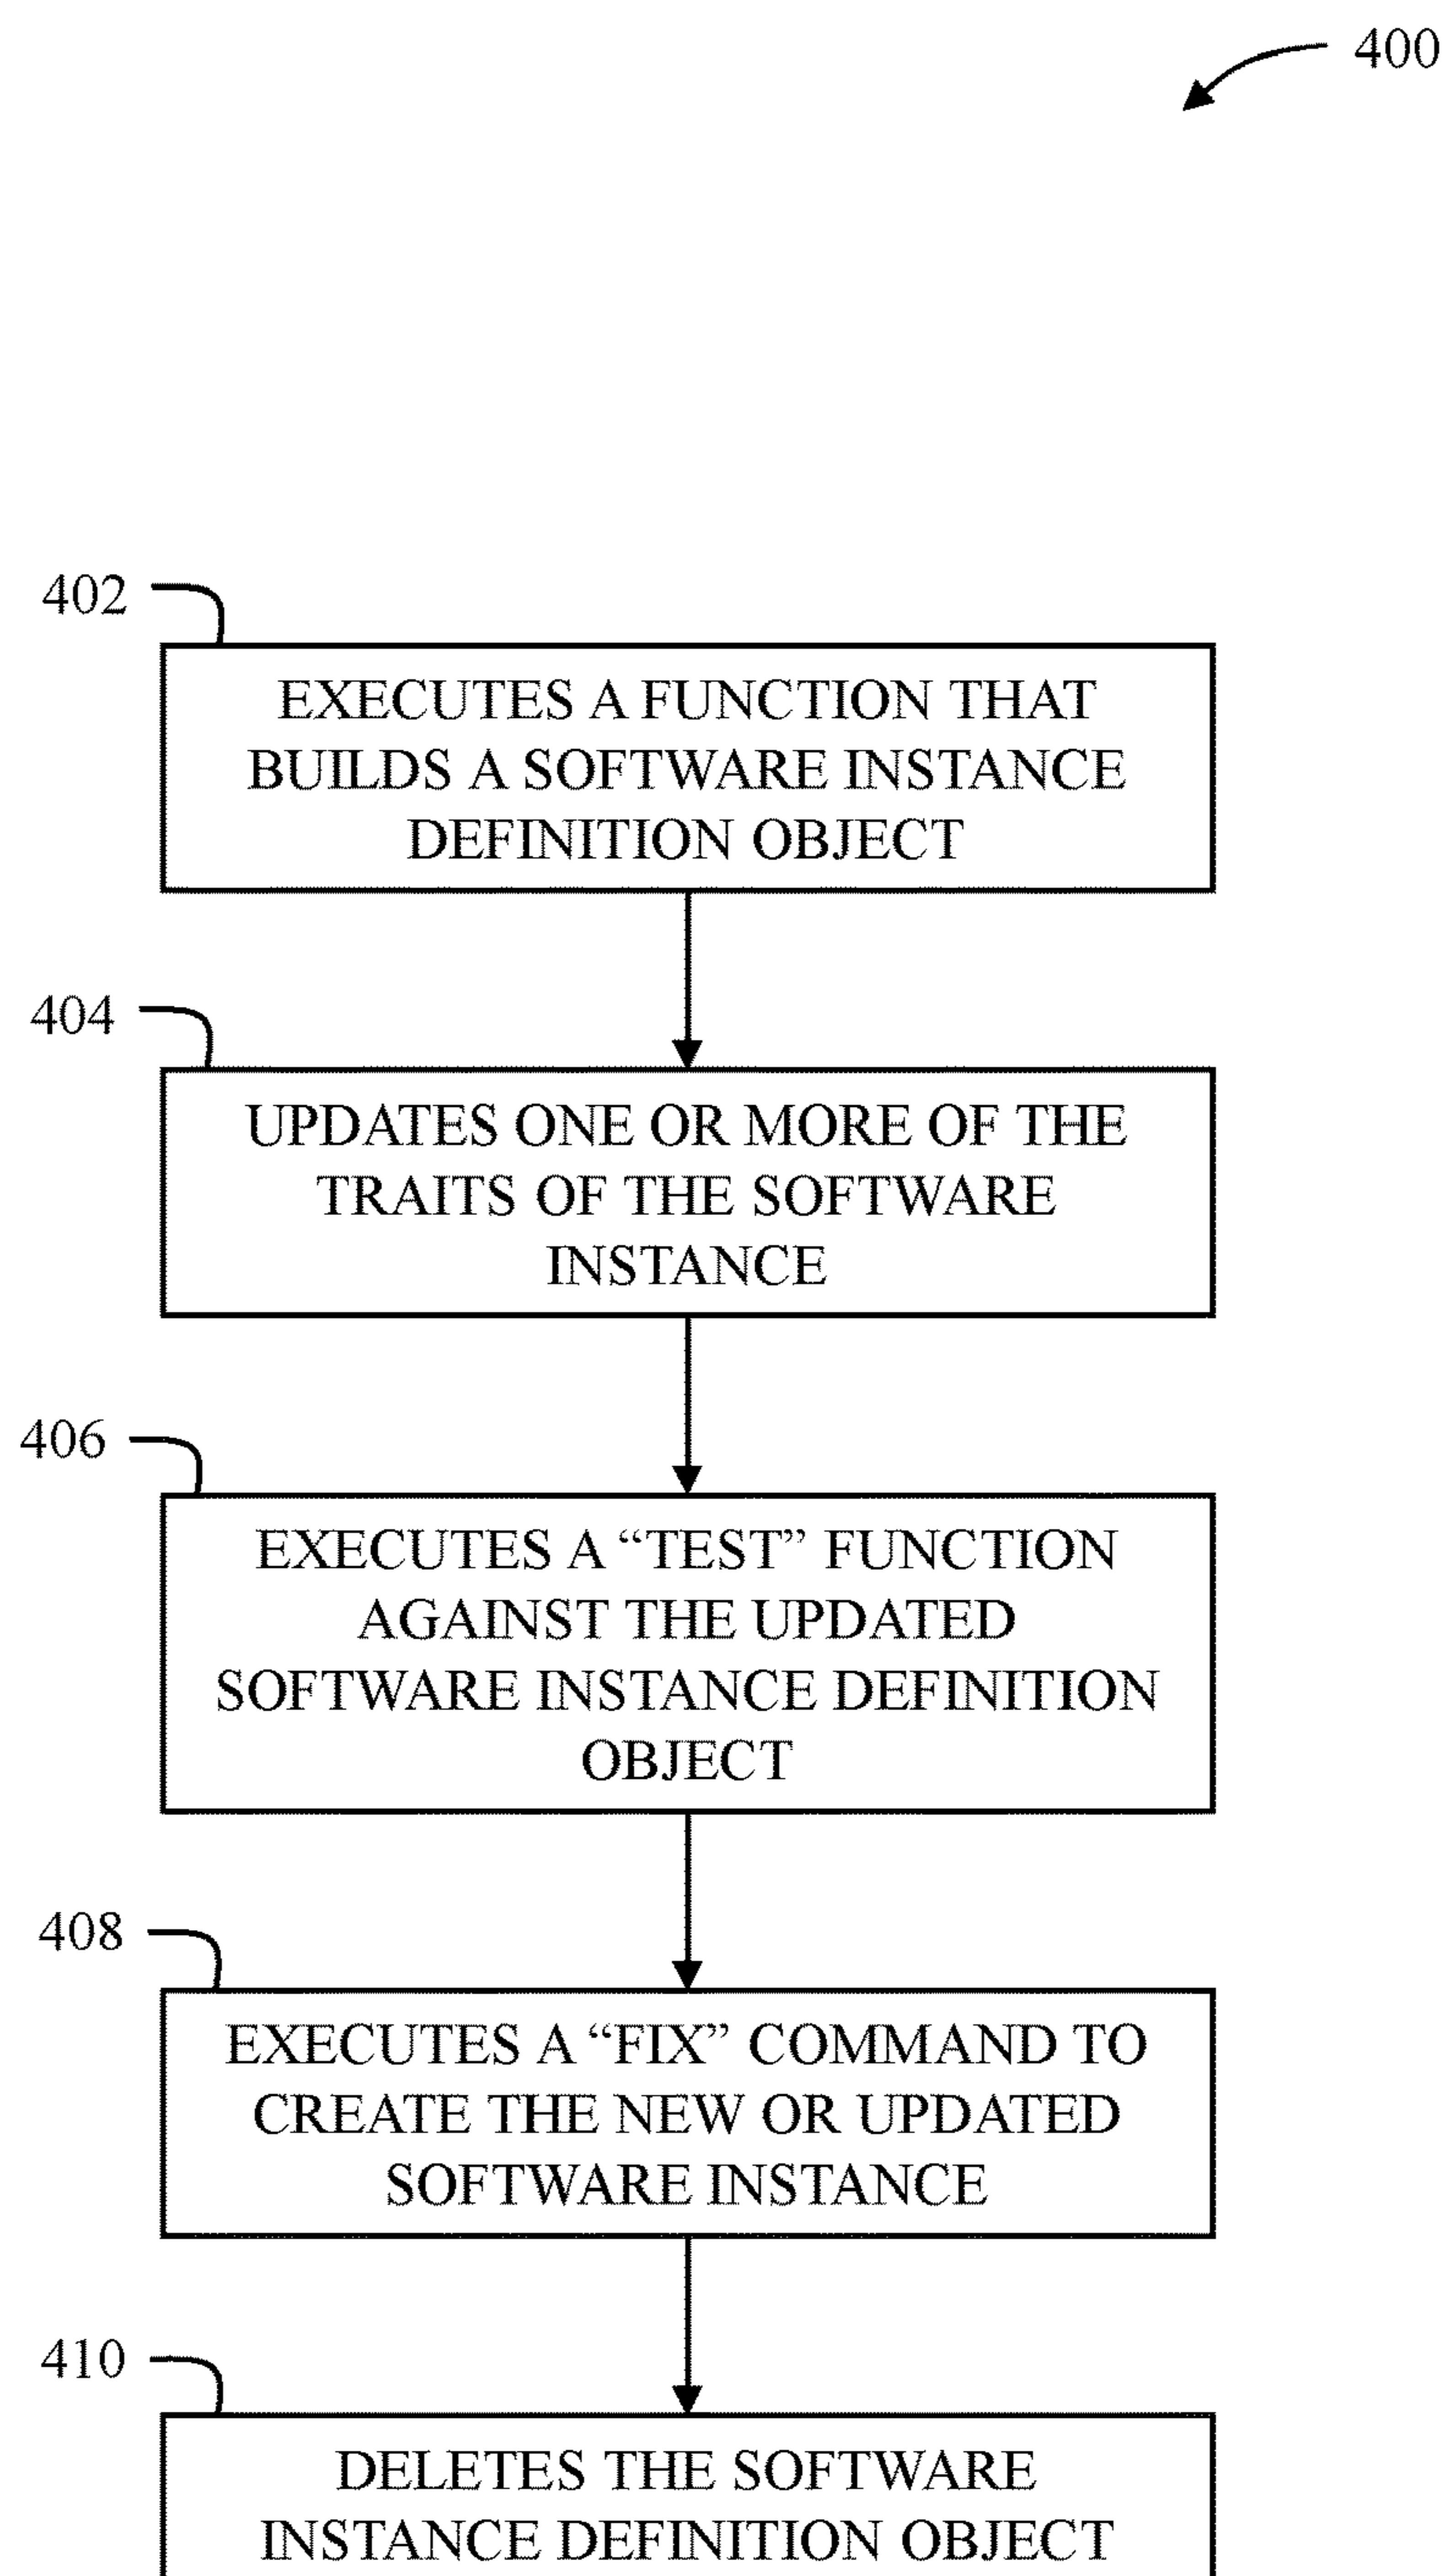 400
402
EXECUTES A FUNCTION THAT
BUILDS A SOFTWARE INSTANCE
DEFINITION OBJECT
404
UPDATES ONE OR MORE OF THE
TRAITS OF THE SOFTWARE
INSTANCE
406
EXECUTES A “TEST” FUNCTION
AGAINST THE UPDATED
SOFTWARE INSTANCE DEFINITION
OBJECT
408
EXECUTES A “FIX” COMMAND TO
CREATE THE NEW OR UPDATED
SOFTWARE INSTANCE
410
DELETES THE SOFTWARE
INSTANCE DEFINITION OBJECT